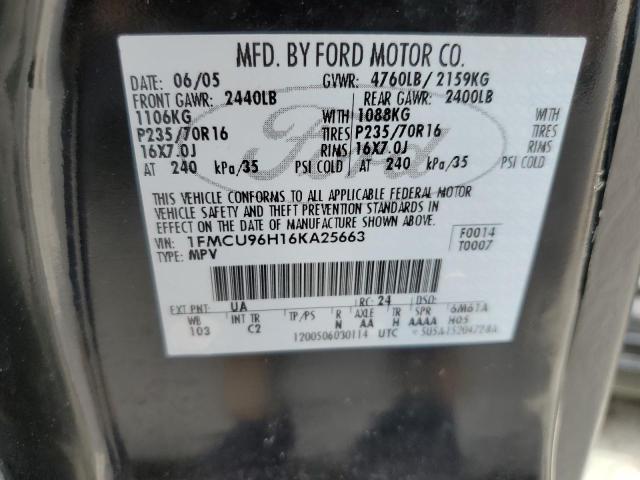 MFD. BY FORD MOTOR CO.
DATE: 06/05 GVWR: 4760LB/ 2159KG
FRONT GAWR: 2440LB REAR GAWR: 2400LB
1106KG WITH 1088KG WITH
P235/70R16 TIRES P235/70R16 TIRES
16X7.0J RIMS 16X7.0J RIMS
AT 240 kPa/35 PSI COLD AT 240 kPa/35 PSI COLD
Ford
THIS VEHICLE CONFORMS TO ALL APPLICABLE FEDERAL MOTOR
VEHICLE SAFETY AND THEFT PREVENTION STANDARDS IN
EFFECT ON THE DATE OF MANUFACTURE SHOWN ABOVE.
VIN: 1FMCU96H16KA25663 F0014
TYPE: MPV T0007
EXT PNT: UA RC: 24 DSO:
WB INT TR TP/PS R AXLE TR SPR 6M6TA
103 C2 N AA H AAAA H05
1200506030114 UTC